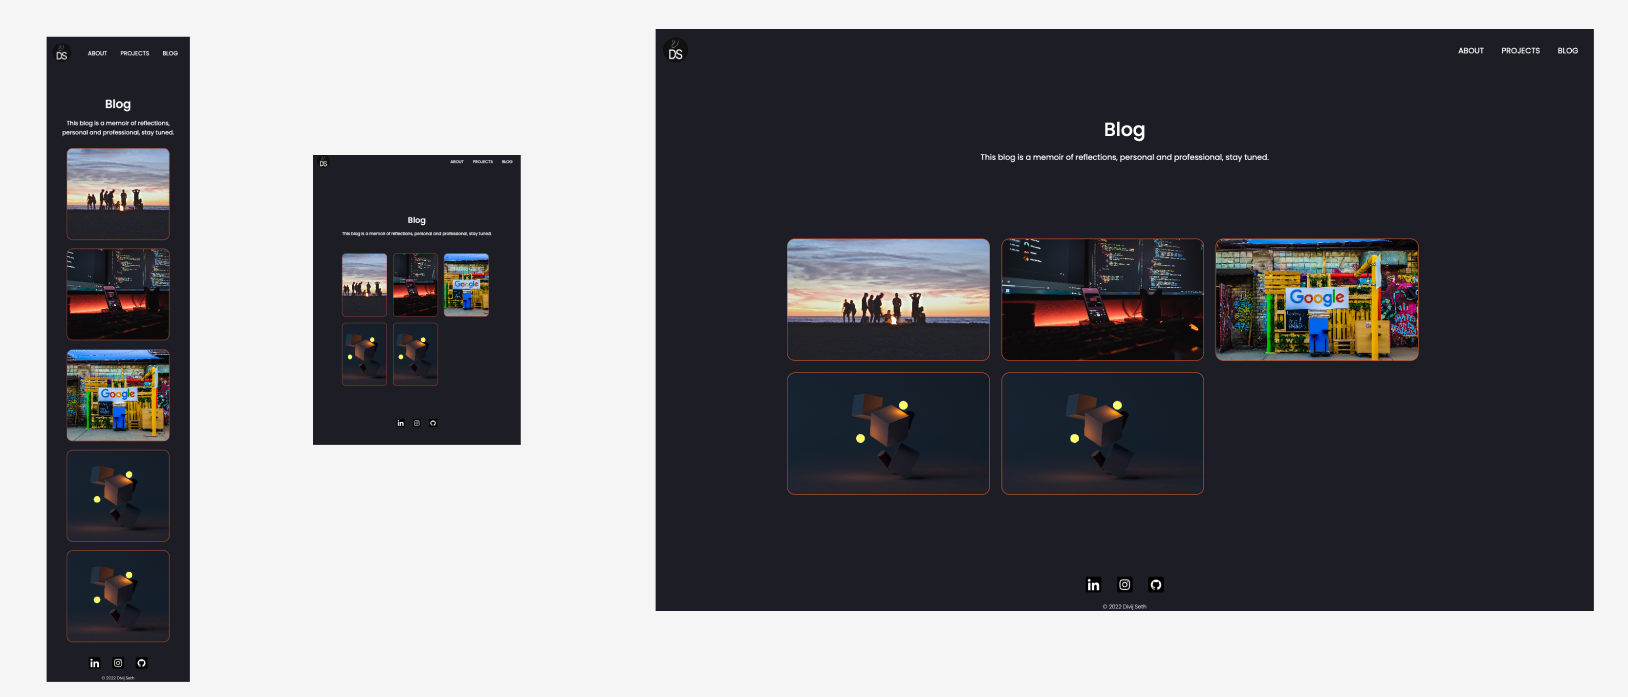 DS
ABOUT PROJECTS BLOG
Blog
This blog is a memoir of reflections,
personal and professional, stay tuned.
Google
in
© 2022 Divij Seth
DS
ABOUT PROJECTS BLOG
Blog
This blog is a memoir of reflections, personal and professional, stay tuned.
Google
in
DS
ABOUT PROJECTS BLOG
Blog
This blog is a memoir of reflections, personal and professional, stay tuned.
Google
in
© 2022 Divij Seth